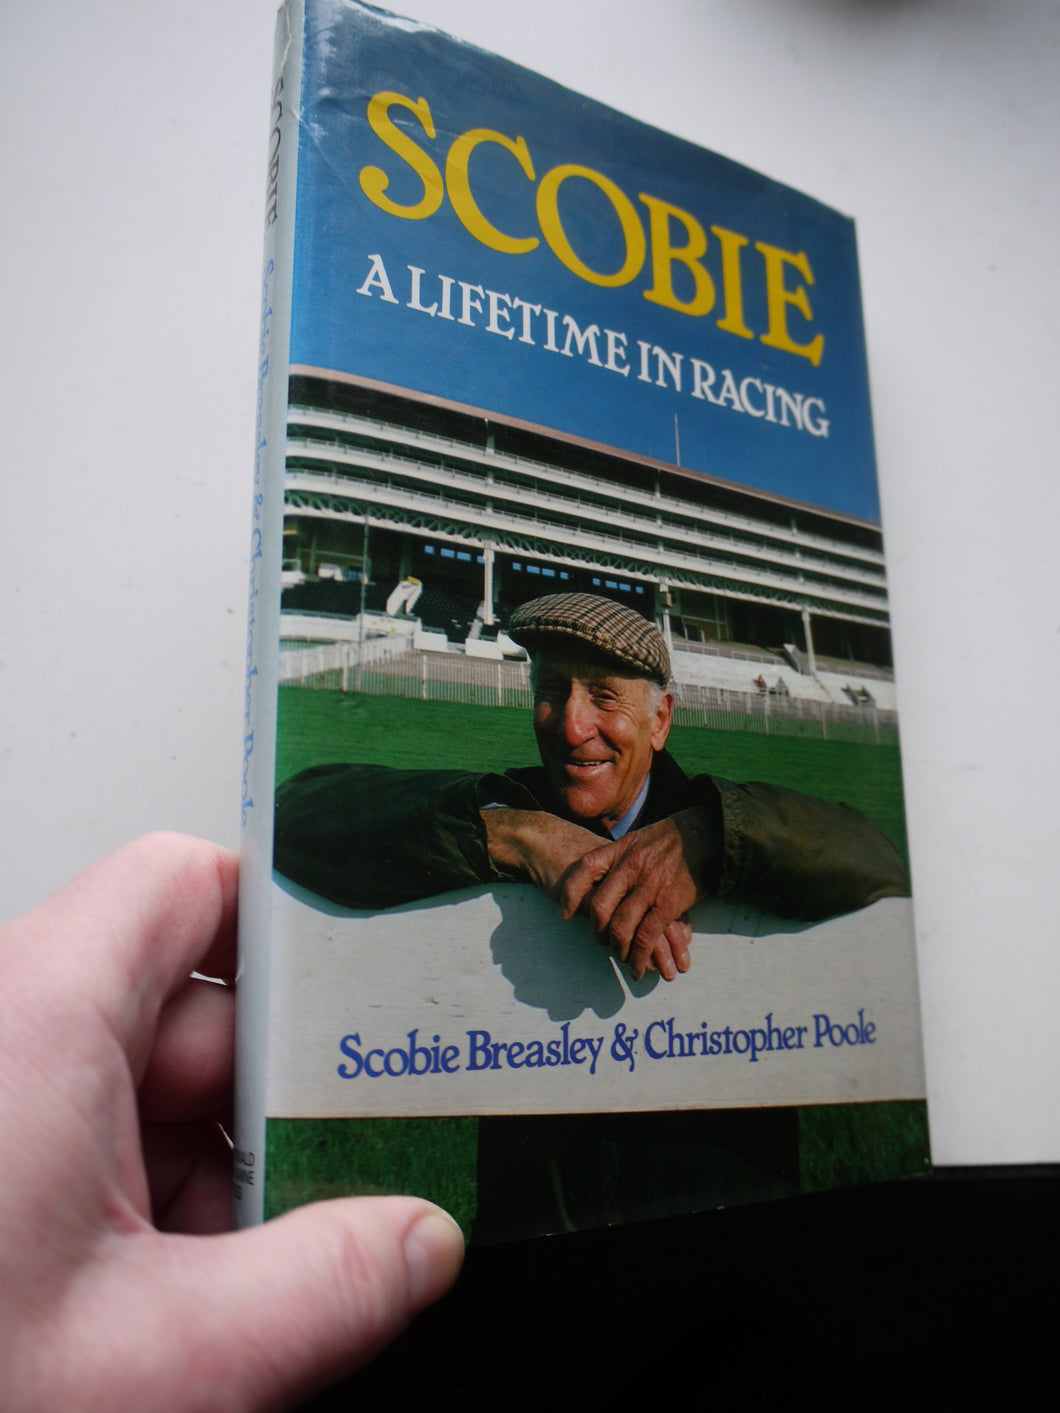 SCOBIE
A LIFETIME IN RACING
Scobie Breasley & Christopher Poole
SCOBIE Scobie Breasley & Christopher Poole